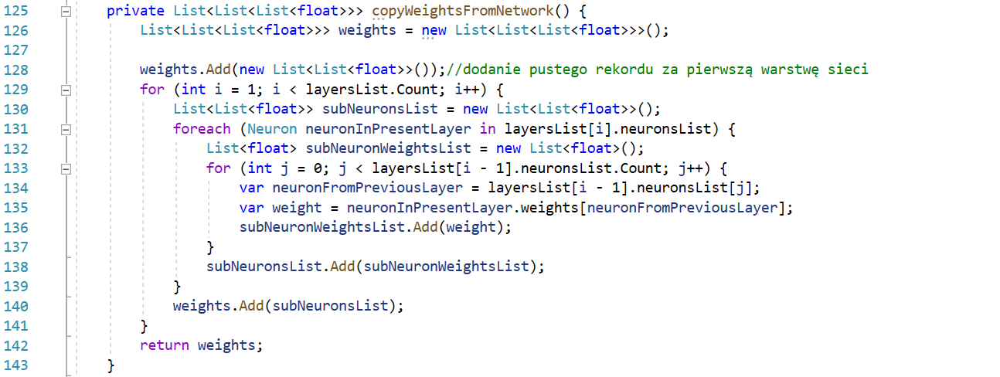 125 private List<List<List<float>>> copyWeightsFromNetwork() {
126 List<List<List<float>>> weights = new List<List<List<float>>>();
127
128 weights.Add(new List<List<float>>());//dodanie pustego rekordu za pierwszą warstwę sieci
129 for (int i = 1; i < layersList.Count; i++) {
130 List<List<float>> subNeuronsList = new List<List<float>>();
131 foreach (Neuron neuronInPresentLayer in layersList[i].neuronsList) {
132 List<float> subNeuronWeightsList = new List<float>();
133 for (int j = 0; j < layersList[i - 1].neuronsList.Count; j++) {
134 var neuronFromPreviousLayer = layersList[i - 1].neuronsList[j];
135 var weight = neuronInPresentLayer.weights[neuronFromPreviousLayer];
136 subNeuronWeightsList.Add(weight);
137 }
138 subNeuronsList.Add(subNeuronWeightsList);
139 }
140 weights.Add(subNeuronsList);
141 }
142 return weights;
143 }